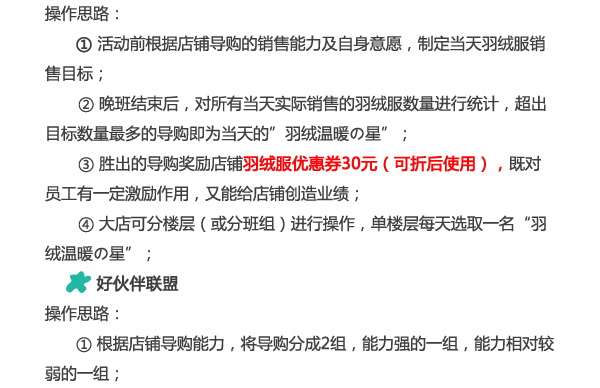 操作思路：
① 活动前根据店铺导购的销售能力及自身意愿，制定当天羽绒服销
售目标；
② 晚班结束后，对所有当天实际销售的羽绒服数量进行统计，超出
目标数量最多的导购即为当天的”羽绒温暖の星”；
③ 胜出的导购奖励店铺羽绒服优惠券30元（可折后使用），既对
员工有一定激励作用，又能给店铺创造业绩；
④ 大店可分楼层（或分班组）进行操作，单楼层每天选取一名“羽
绒温暖の星”；
好伙伴联盟
操作思路：
① 根据店铺导购能力，将导购分成2组，能力强的一组，能力相对较
弱的一组；